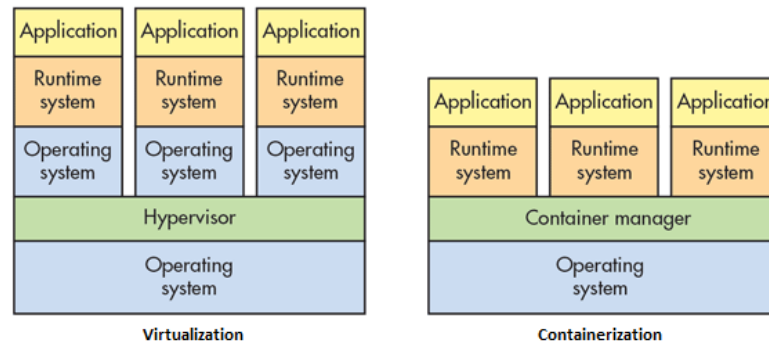 Application
Application
Application
Runtime
system
Runtime
system
Runtime
system
Operating
system
Operating
system
Operating
system
Hypervisor
Operating
system
Virtualization
Application
Application
Application
Runtime
system
Runtime
system
Runtime
system
Container manager
Operating
system
Containerization